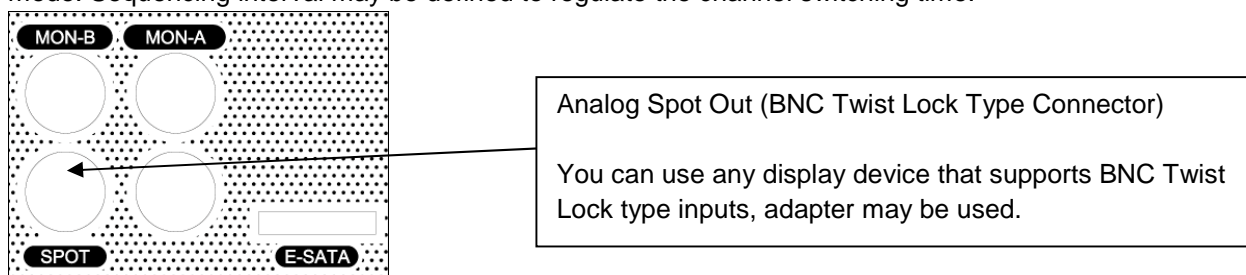 mode. Sequencing interval may be defined to regulate the channel switching time.
MON-B MON-A
Analog Spot Out (BNC Twist Lock Type Connector)
You can use any display device that supports BNC Twist
Lock type inputs, adapter may be used.
SPOT E-SATA